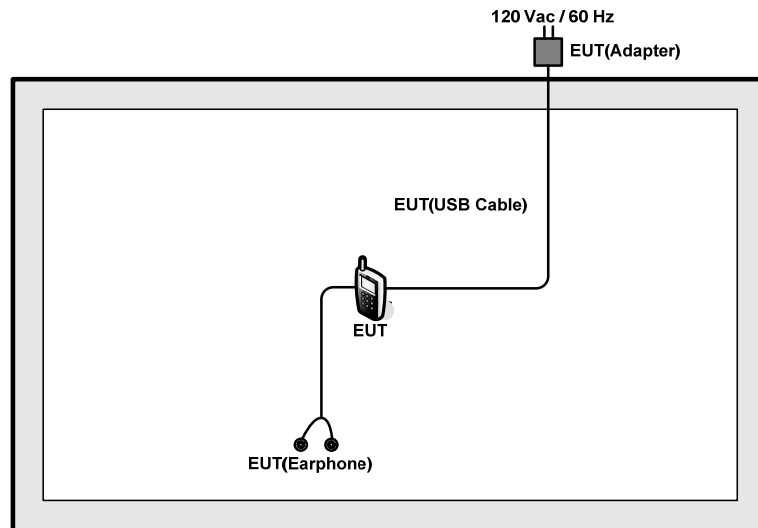 120 Vac / 60 Hz
EUT(Adapter)
EUT(USB Cable)
EUT
EUT(Earphone)